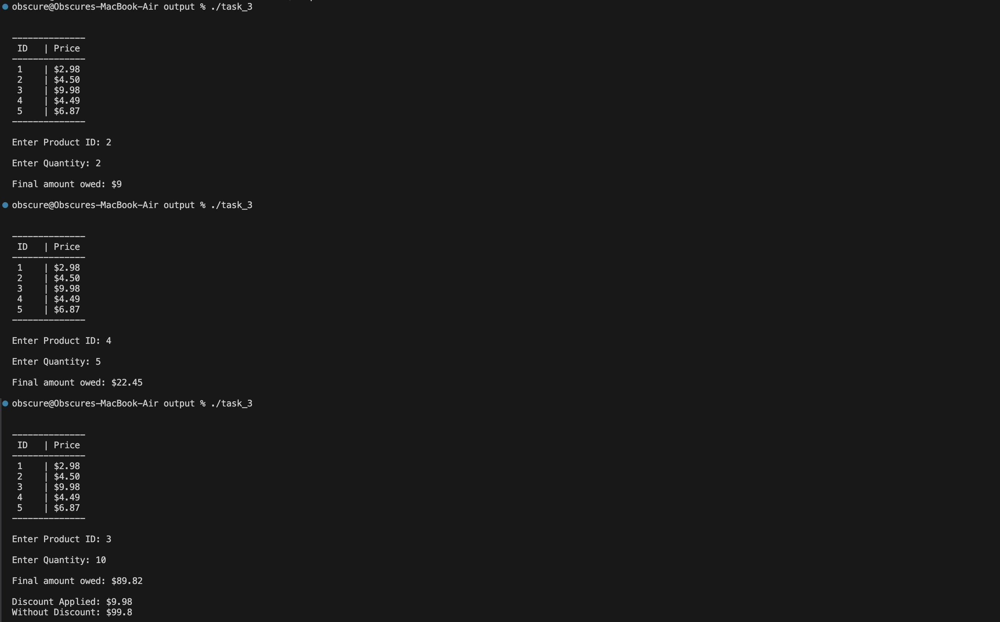 obscure@Obscures-MacBook-Air output % ./task_3
--------------
ID   | Price
--------------
1    | $2.98
2    | $4.50
3    | $9.98
4    | $4.49
5    | $6.87
--------------
Enter Product ID: 2
Enter Quantity: 2
Final amount owed: $9
obscure@Obscures-MacBook-Air output % ./task_3
--------------
ID   | Price
--------------
1    | $2.98
2    | $4.50
3    | $9.98
4    | $4.49
5    | $6.87
--------------
Enter Product ID: 4
Enter Quantity: 5
Final amount owed: $22.45
obscure@Obscures-MacBook-Air output % ./task_3
--------------
ID   | Price
--------------
1    | $2.98
2    | $4.50
3    | $9.98
4    | $4.49
5    | $6.87
--------------
Enter Product ID: 3
Enter Quantity: 10
Final amount owed: $89.82
Discount Applied: $9.98
Without Discount: $99.8